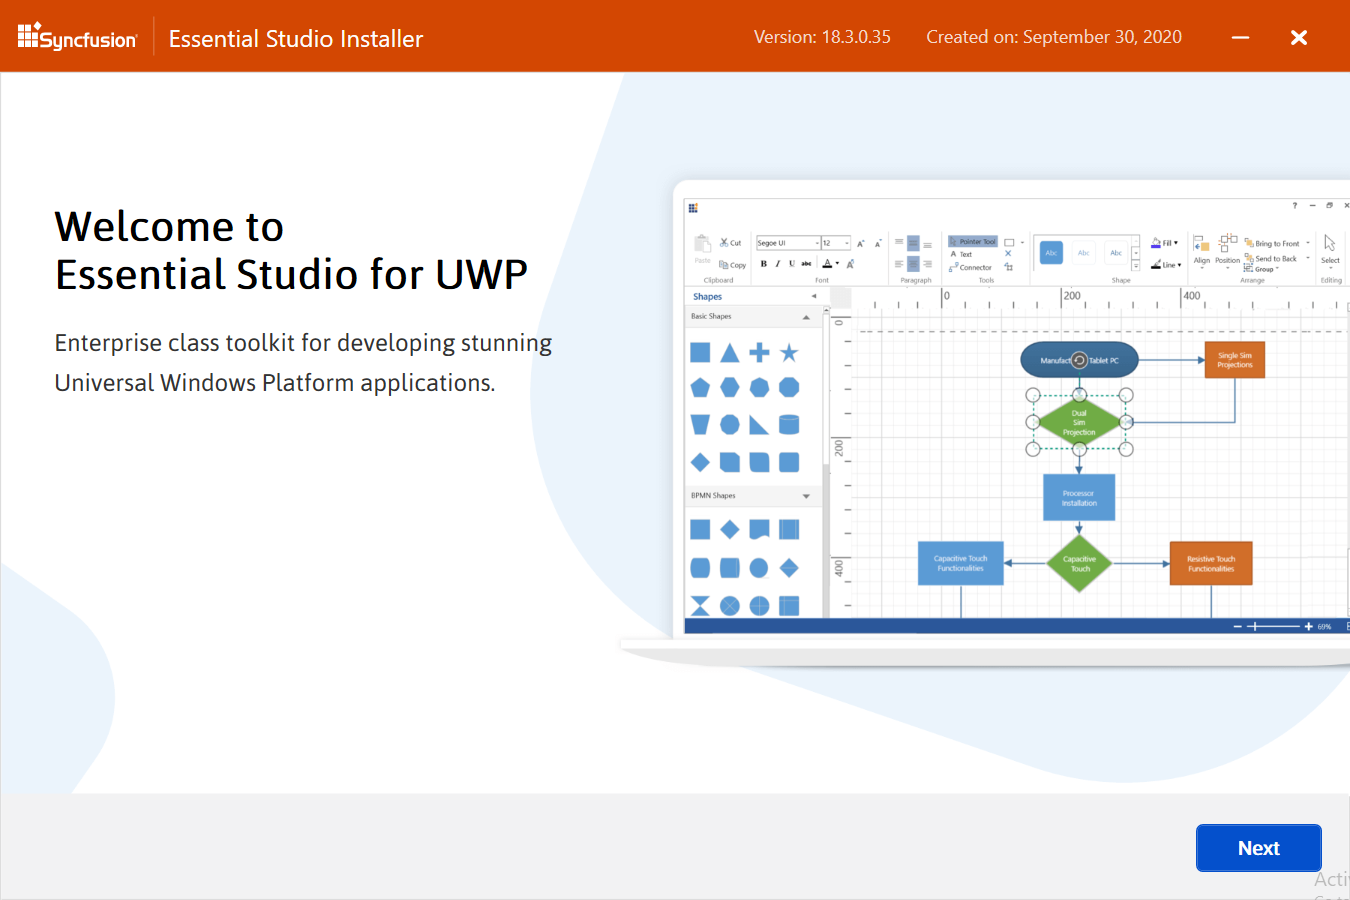 Syncfusion
Essential Studio Installer
Version: 18.3.0.35
Created on: September 30, 2020
Welcome to
Essential Studio for UWP
Enterprise class toolkit for developing stunning
Universal Windows Platform applications.
?
Paste
Cut
Copy
Clipboard
Segoe UI
12
B I U abc A A
Font
Paragraph
Pointer Tool
A Text
Connector
Tools
Abc
Abc
Abc
Shape
Fill
Line
Align
Position
Bring to Front
Send to Back
Group
Arrange
Select
Editing
Shapes
Basic Shapes
BPMN Shapes
0
200
400
0
200
400
Manufact
Tablet PC
Single Sim
Projections
Dual
Sim
Projection
Processor
Installation
Capacitive Touch
Functionalities
Capacitive
Touch
Resistive Touch
Functionalities
69%
Next
Acti